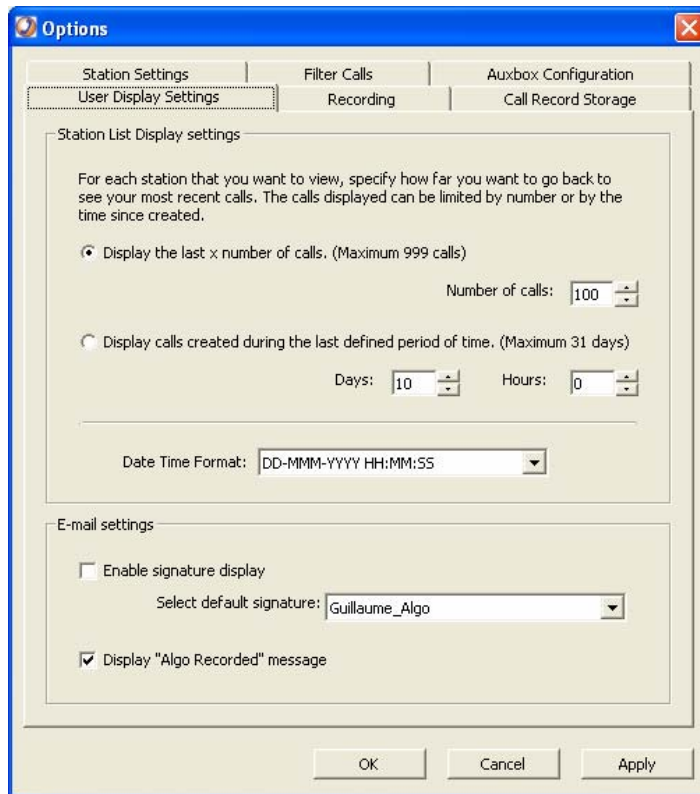 Options
Station Settings
Filter Calls
Auxbox Configuration
User Display Settings
Recording
Call Record Storage
Station List Display settings
For each station that you want to view, specify how far you want to go back to
see your most recent calls. The calls displayed can be limited by number or by the
time since created.
Display the last x number of calls. (Maximum 999 calls)
Number of calls: 100
Display calls created during the last defined period of time. (Maximum 31 days)
Days: 10 Hours: 0
Date Time Format: DD-MMM-YYYY HH:MM:SS
E-mail settings
Enable signature display
Select default signature: Guillaume_Algo
Display "Algo Recorded" message
OK
Cancel
Apply